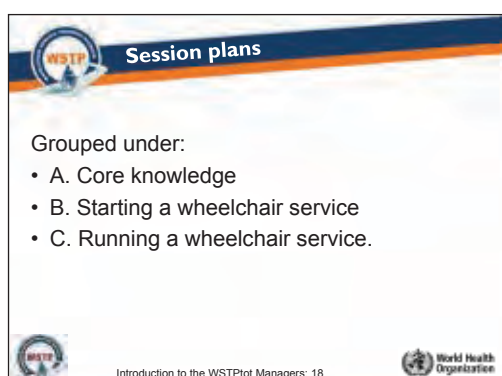 WSTP
Session plans
Grouped under:
• A. Core knowledge
• B. Starting a wheelchair service
• C. Running a wheelchair service.
WSTP
Introduction to the WSTPtot Managers: 18
World Health
Organization